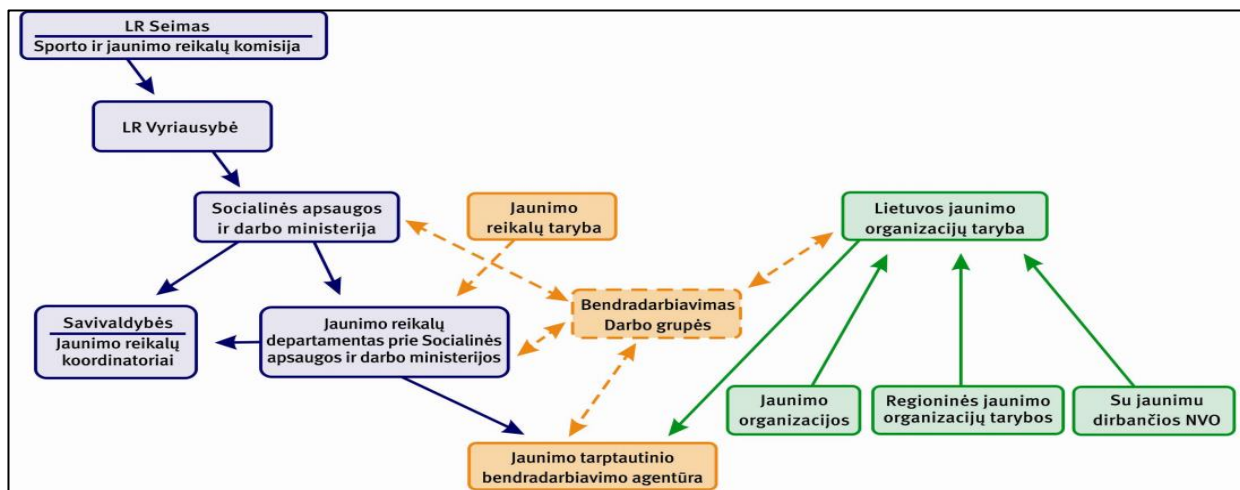 LR Seimas
Sporto ir jaunimo reikalų komisija
LR Vyriausybė
Socialinės apsaugos
ir darbo ministerija
Jaunimo
reikalų taryba
Lietuvos jaunimo
organizacijų taryba
Bendradarbiavimas
Darbo grupės
Savivaldybės
Jaunimo reikalų
koordinatoriai
Jaunimo reikalų
departamentas prie Socialinės
apsaugos ir darbo ministerijos
Jaunimo
organizacijos
Regioninės jaunimo
organizacijų tarybos
Su jaunimu
dirbančios NVO
Jaunimo tarptautinio
bendradarbiavimo agentūra